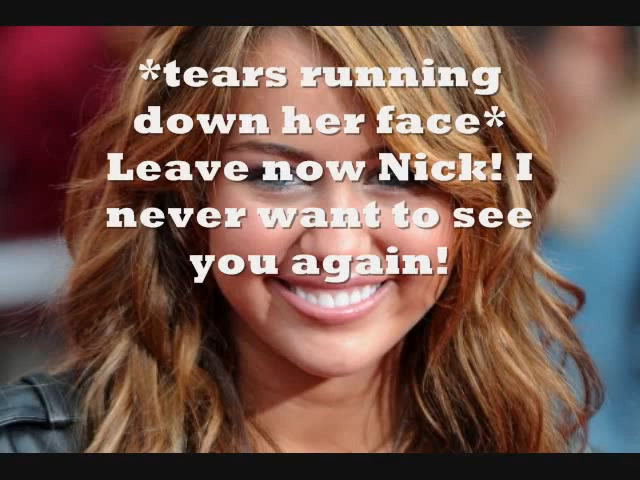 *tears running
down her face*
Leave now Nick! I
never want to see
you again!